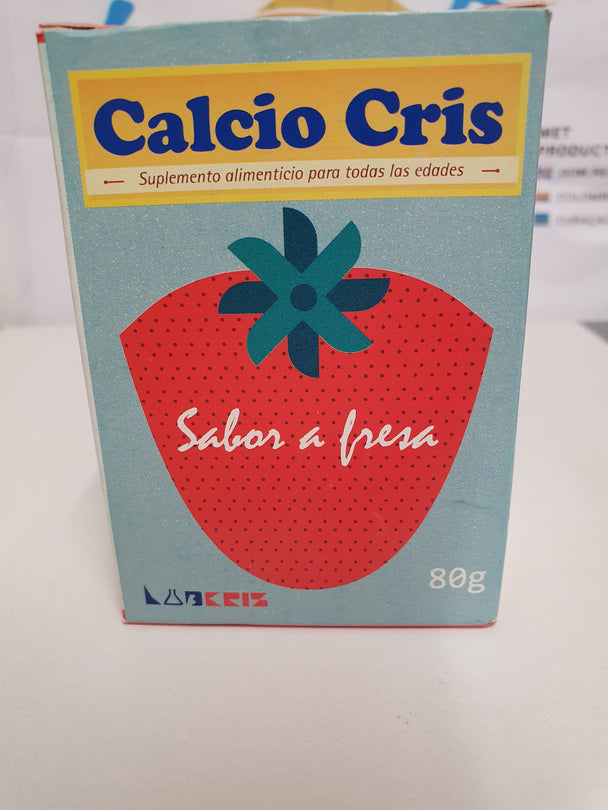 Calcio Cris
Suplemento alimenticio para todas las edades
Sabor a fresa
80g
LABKRIS